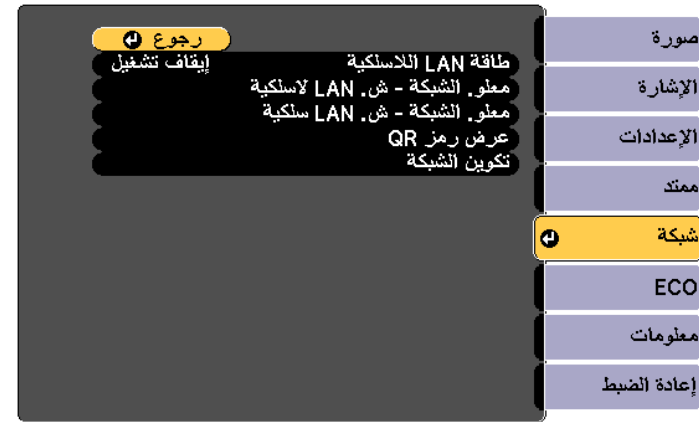 صورة
الإشارة
الإعدادات
ممتد
شبكة
ECO
معلومات
إعادة الضبط
رجوع
طاقة LAN اللاسلكية إيقاف تشغيل
معلو. الشبكة - ش. LAN لاسلكية
معلو. الشبكة - ش. LAN سلكية
عرض رمز QR
تكوين الشبكة